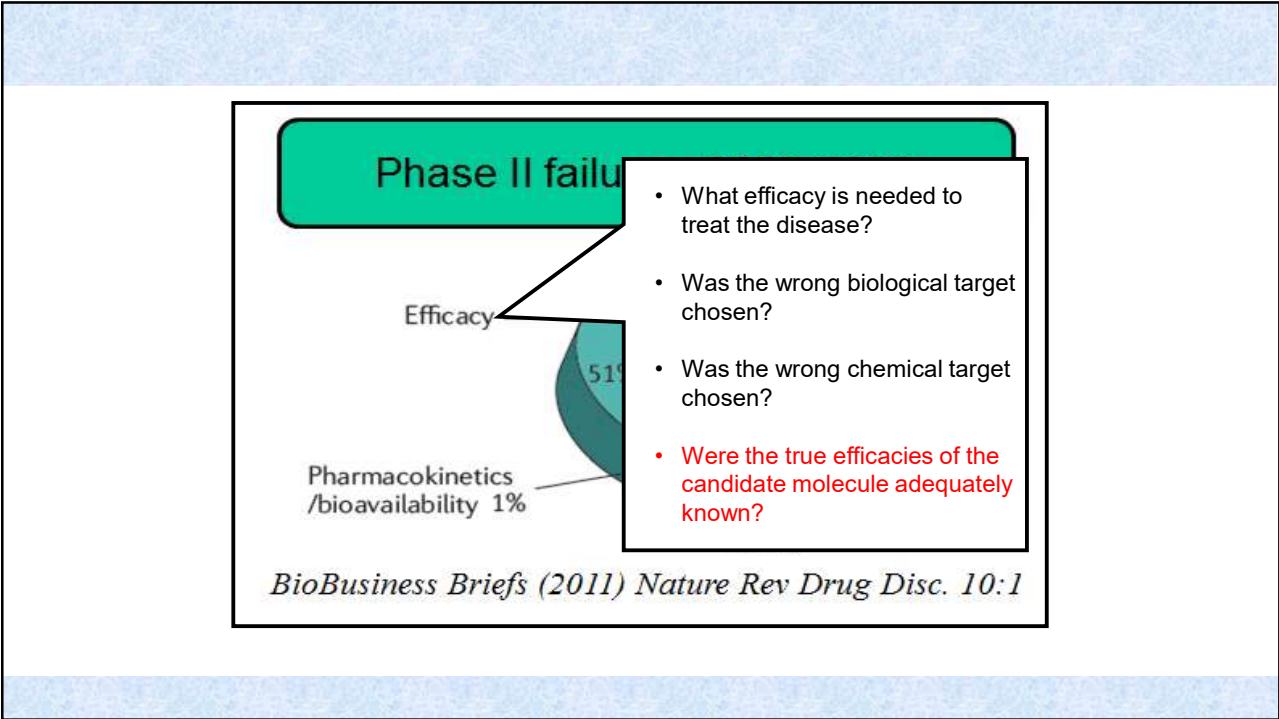 Phase II failu
• What efficacy is needed to
treat the disease?
• Was the wrong biological target
chosen?
• Was the wrong chemical target
chosen?
• Were the true efficacies of the
candidate molecule adequately
known?
Efficacy
51%
Pharmacokinetics
/bioavailability 1%
BioBusiness Briefs (2011) Nature Rev Drug Disc. 10:1